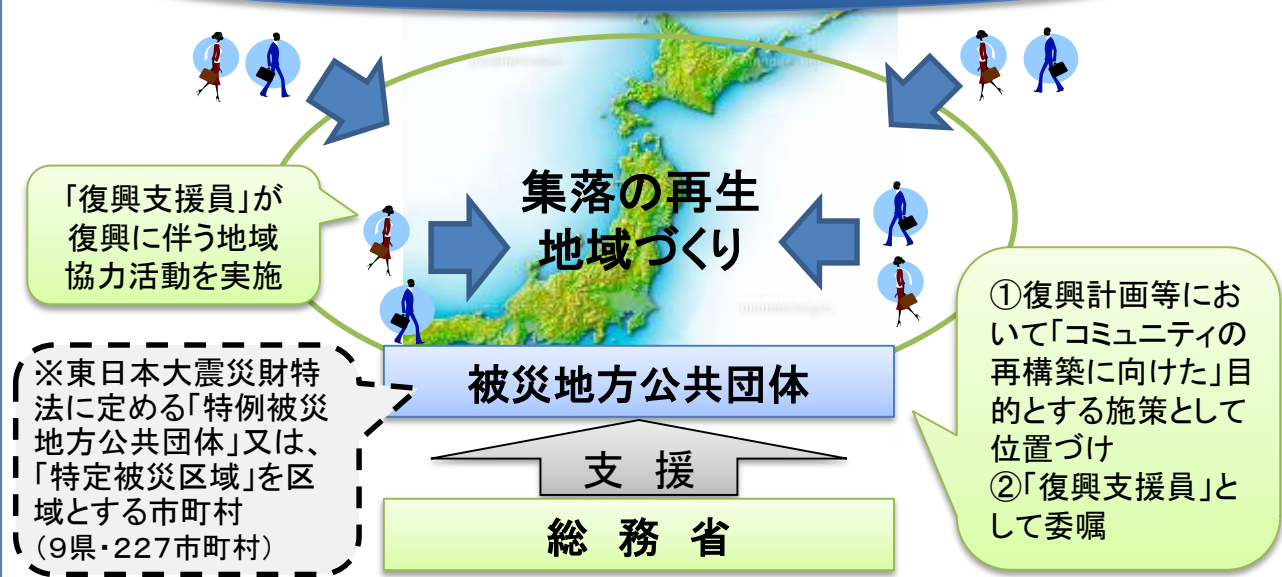 「復興支援員」が
復興に伴う地域
協力活動を実施
集落の再生
地域づくり
①復興計画等にお
いて「コミュニティの
再構築に向けた」目
的とする施策として
位置づけ
②「復興支援員」と
して委嘱
※東日本大震災財特
法に定める「特例被災
地方公共団体」又は、
「特定被災区域」を区
域とする市町村
（9県・227市町村）
被災地方公共団体
支 援
総 務 省